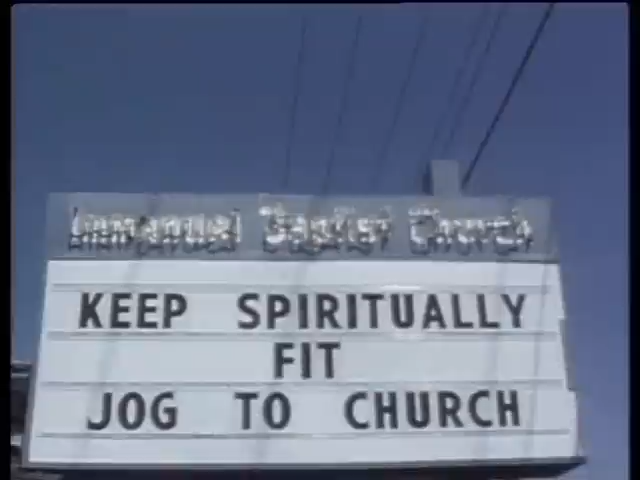 Immanuel Baptist Church
KEEP SPIRITUALLY
FIT
JOG TO CHURCH